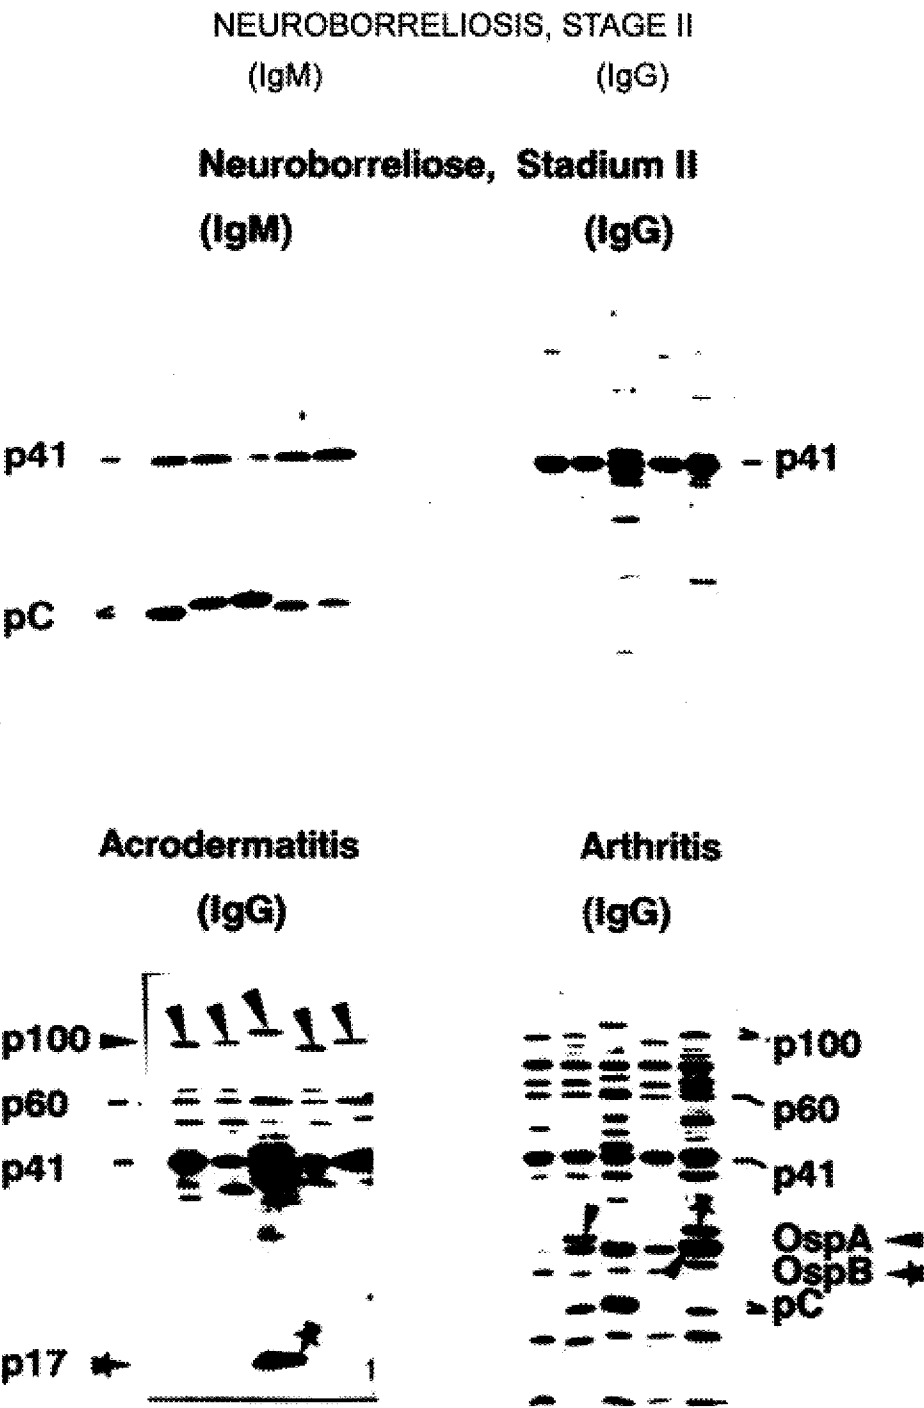 NEUROBORRELIOSIS, STAGE II
(IgM) (IgG)
Neuroborreliose, Stadium II
(IgM) (IgG)
p41 p41
pC
Acrodermatitis Arthritis
(IgG) (IgG)
p100 p100
p60 p60
p41 p41
OspA
OspB
pC
p17 1